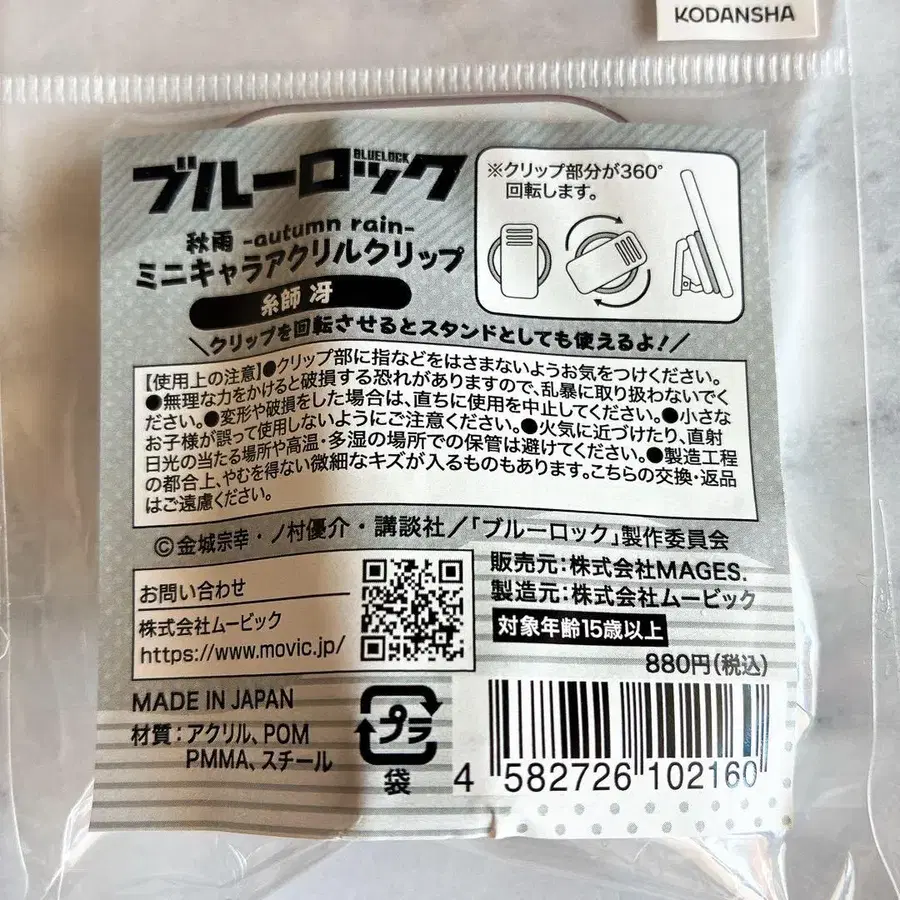 KODANSHA
ブルーロック
BLUELOCK
秋雨 -autumn rain-
ミニキャラアクリルクリップ
糸師 冴
＼クリップを回転させるとスタンドとしても使えるよ！／
※クリップ部分が360°
回転します。
【使用上の注意】●クリップ部に指などをはさまないようお気をつけください。
●無理な力をかけると破損する恐れがありますので、乱暴に取り扱わないでく
ださい。●変形や破損をした場合は、直ちに使用を中止してください。●小さな
お子様が誤って使用しないようにご注意ください。●火気に近づけたり、直射
日光の当たる場所や高温・多湿の場所での保管は避けてください。●製造工程
の都合上、やむを得ない微細なキズが入るものもあります。こちらの交換・返品
はご遠慮ください。
©金城宗幸・ノ村優介・講談社／「ブルーロック」製作委員会
お問い合わせ
株式会社ムービック
https://www.movic.jp/
販売元：株式会社MAGES.
製造元：株式会社ムービック
対象年齢15歳以上
880円（税込）
MADE IN JAPAN
材質：アクリル、POM
PMMA、スチール
プラ
袋
4 582726 102160